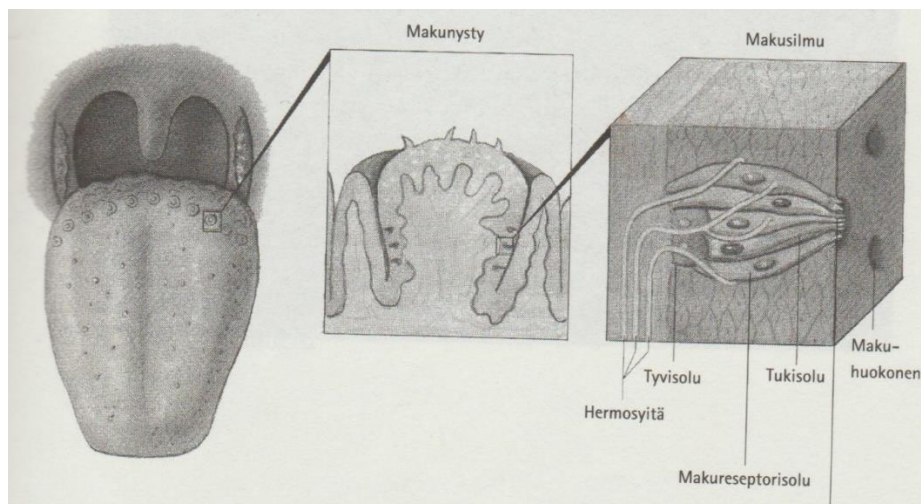 Makunysty
Makusilmu
Maku-
huokonen
Tyvisolu
Tukisolu
Hermosyitä
Makureseptorisolu